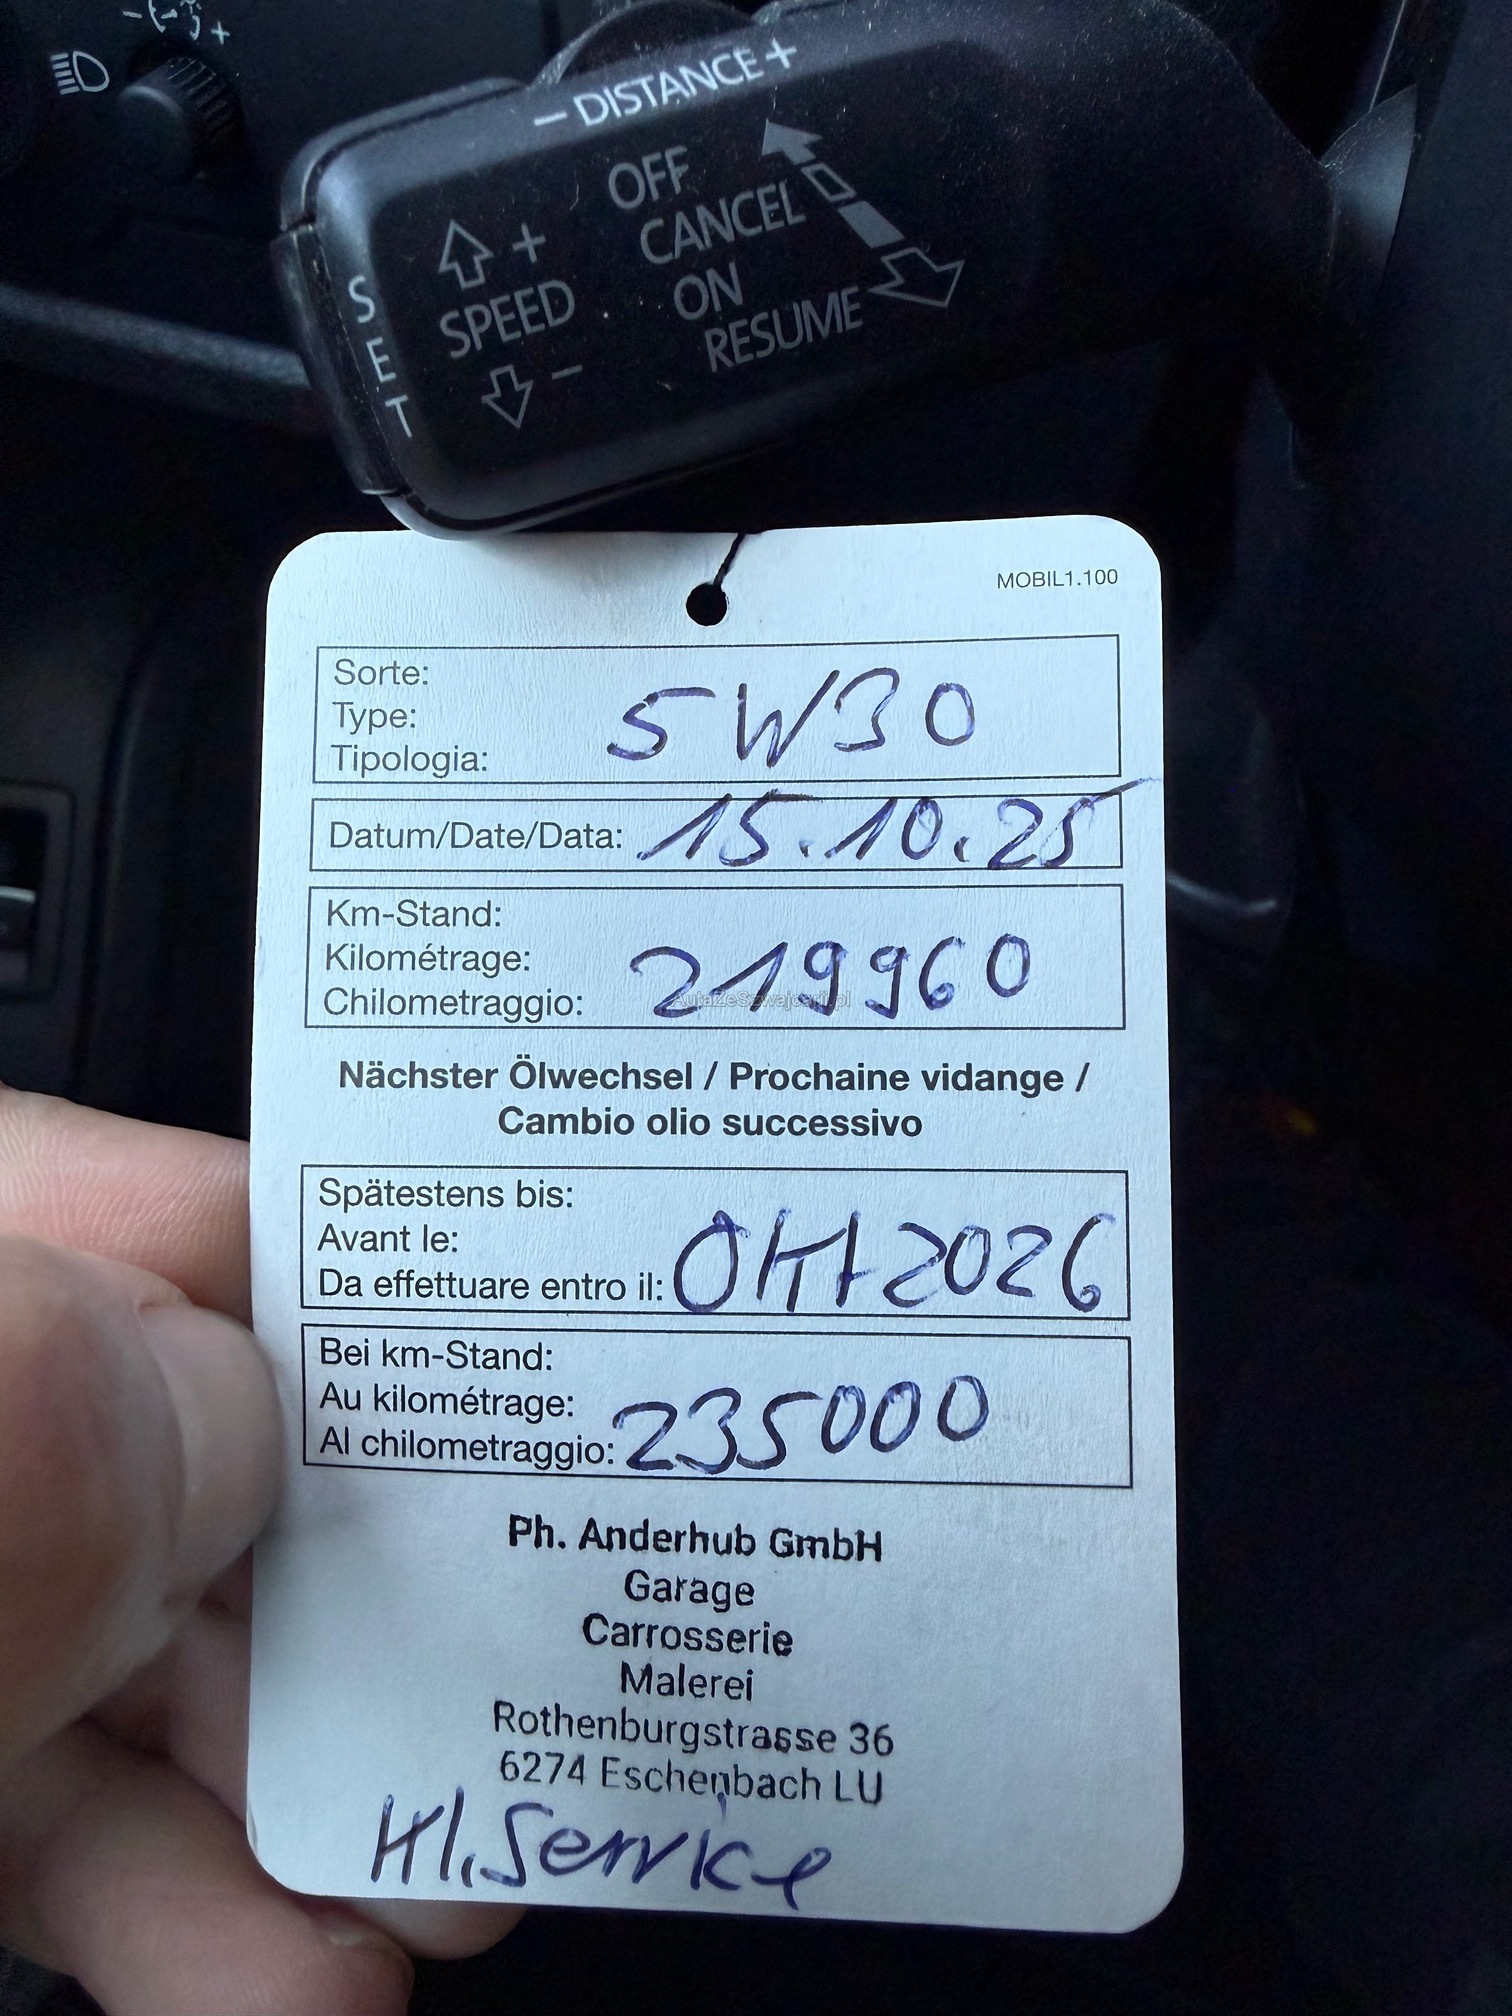 - DISTANCE +
OFF
CANCEL
ON
RESUME
+
SPEED
-
SET
MOBIL1.100
Sorte:
Type:
Tipologia:
5W30
Datum/Date/Data: 15.10.25
Km-Stand:
Kilométrage:
Chilometraggio:
219960
AutaZeSzwajcarii.pl
Nächster Ölwechsel / Prochaine vidange /
Cambio olio successivo
Spätestens bis:
Avant le:
Da effettuare entro il: Okt 2026
Bei km-Stand:
Au kilométrage:
Al chilometraggio: 235000
Ph. Anderhub GmbH
Garage
Carrosserie
Malerei
Rothenburgstrasse 36
6274 Eschenbach LU
Kl. Service